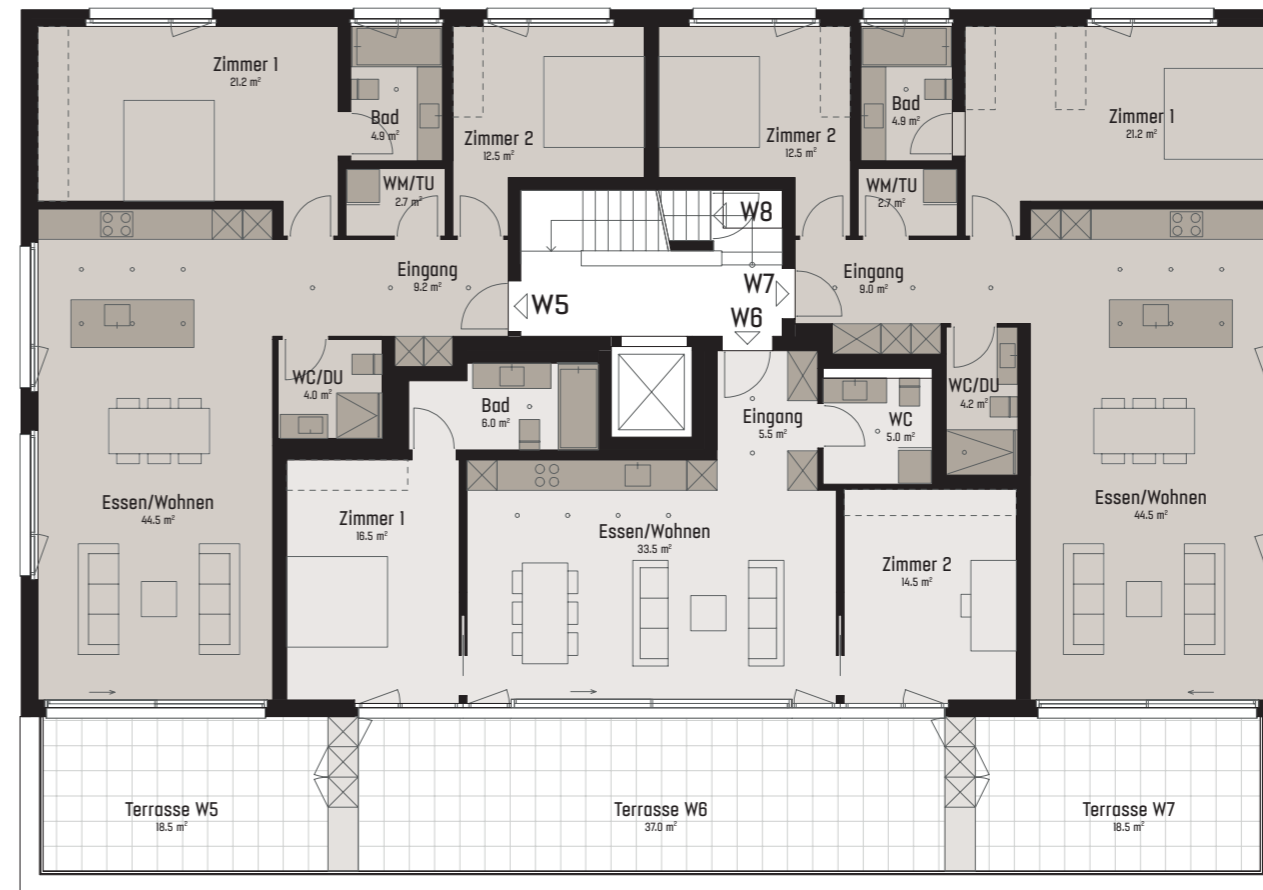 Zimmer 1
21.2 m²
Bad
4.9 m²
Zimmer 2
12.5 m²
Zimmer 2
12.5 m²
Bad
4.9 m²
Zimmer 1
21.2 m²
WM/TU
2.7 m²
WM/TU
2.7 m²
W8
Eingang
9.2 m²
W5
W7
W6
Eingang
9.0 m²
WC/DU
4.0 m²
Bad
6.0 m²
Eingang
5.5 m²
WC
5.0 m²
WC/DU
4.2 m²
Essen/Wohnen
44.5 m²
Zimmer 1
16.5 m²
Essen/Wohnen
33.5 m²
Zimmer 2
14.5 m²
Essen/Wohnen
44.5 m²
Terrasse W5
18.5 m²
Terrasse W6
37.0 m²
Terrasse W7
18.5 m²